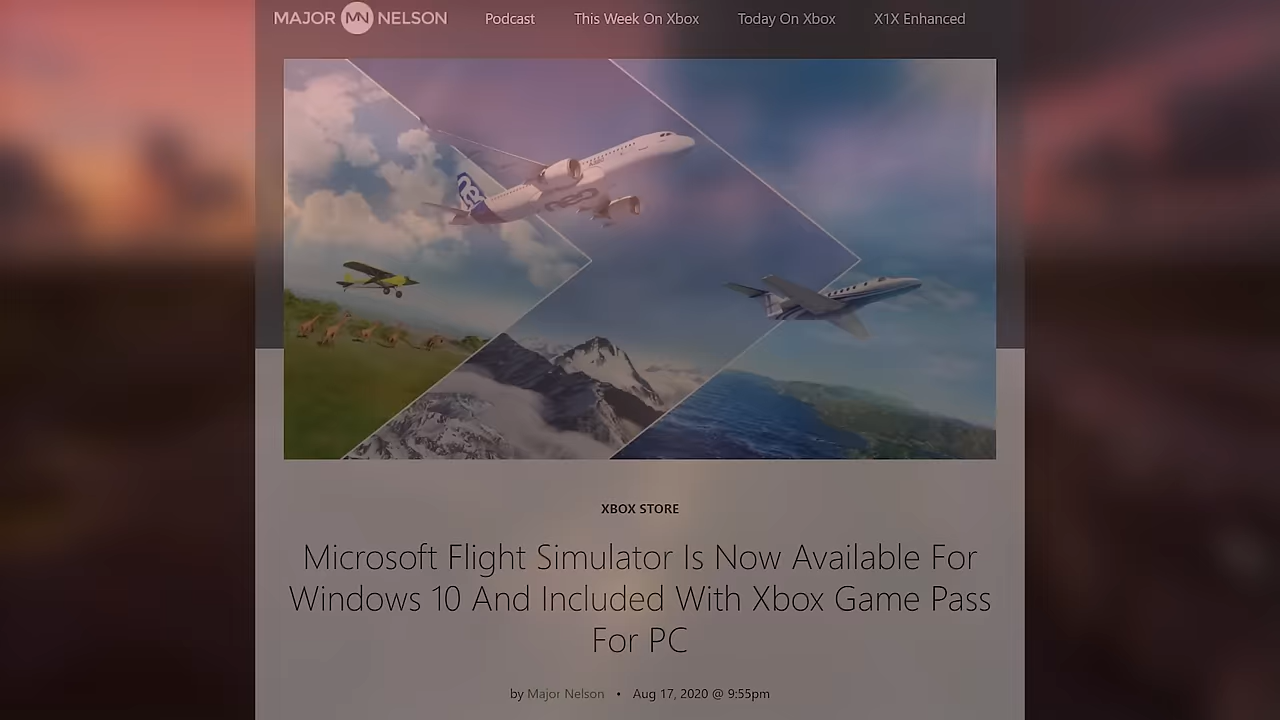 MAJOR MN NELSON Podcast This Week On Xbox Today On Xbox X1X Enhanced
XBOX STORE
Microsoft Flight Simulator Is Now Available For
Windows 10 And Included With Xbox Game Pass
For PC
by Major Nelson • Aug 17, 2020 @ 9:55pm